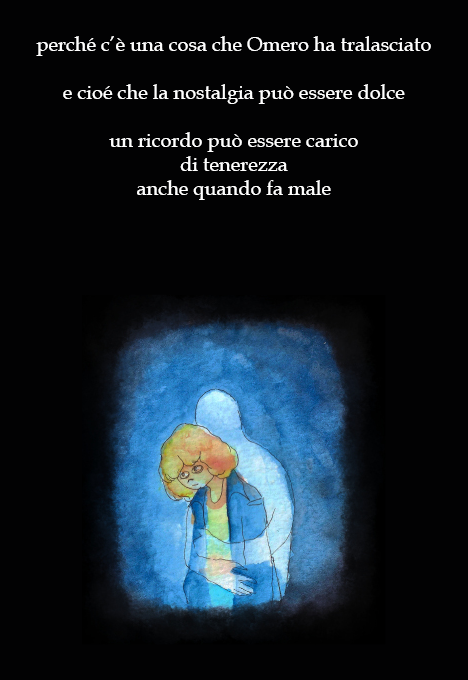 perché c’è una cosa che Omero ha tralasciato
e cioé che la nostalgia può essere dolce
un ricordo può essere carico
di tenerezza
anche quando fa male